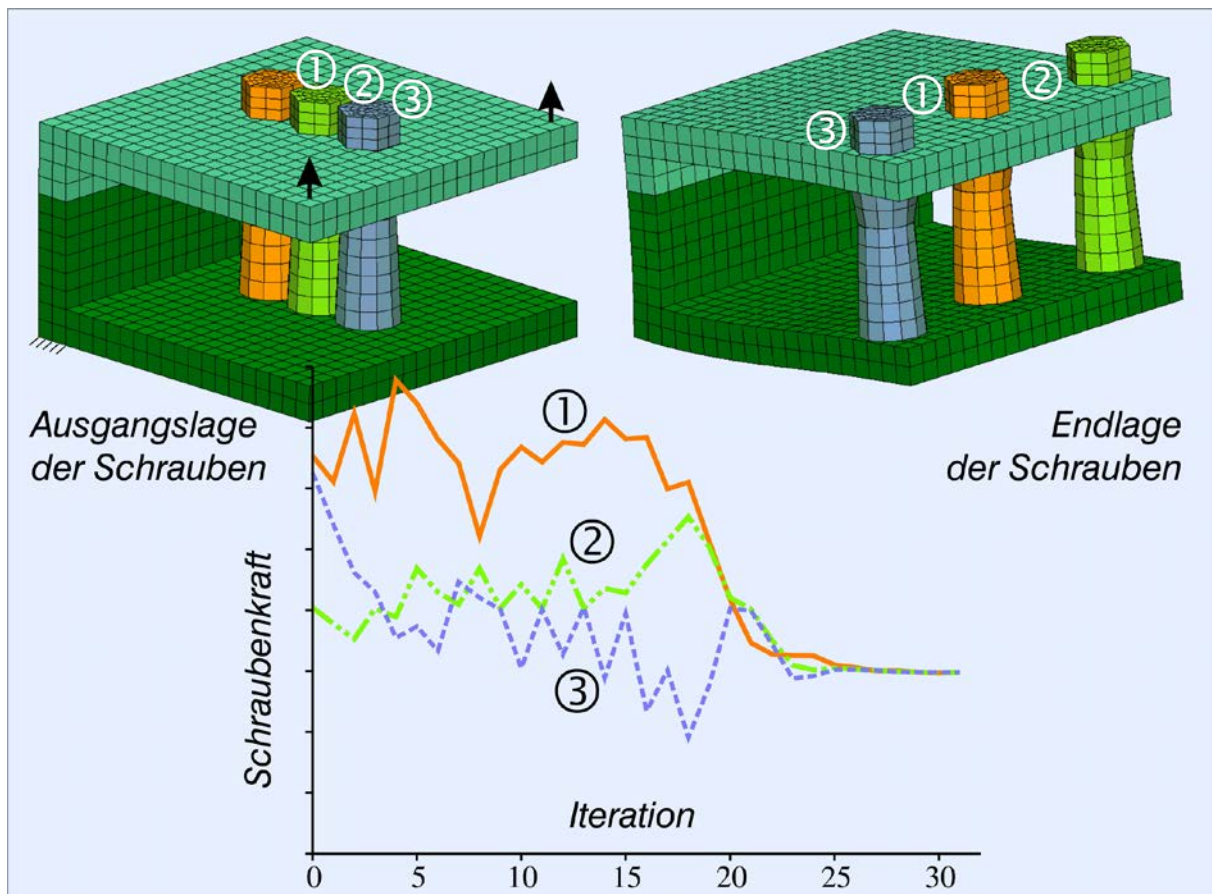 ① ② ③
③ ① ②
Ausgangslage
der Schrauben
Endlage
der Schrauben
①
②
③
Schraubenkraft
Iteration
0 5 10 15 20 25 30